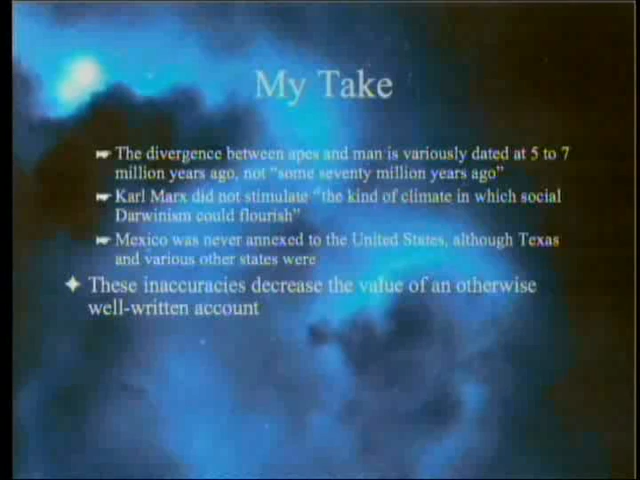 My Take
The divergence between apes and man is variously dated at 5 to 7
million years ago, not "some seventy million years ago"
Karl Marx did not stimulate "the kind of climate in which social
Darwinism could flourish"
Mexico was never annexed to the United States, although Texas
and various other states were
These inaccuracies decrease the value of an otherwise
well-written account